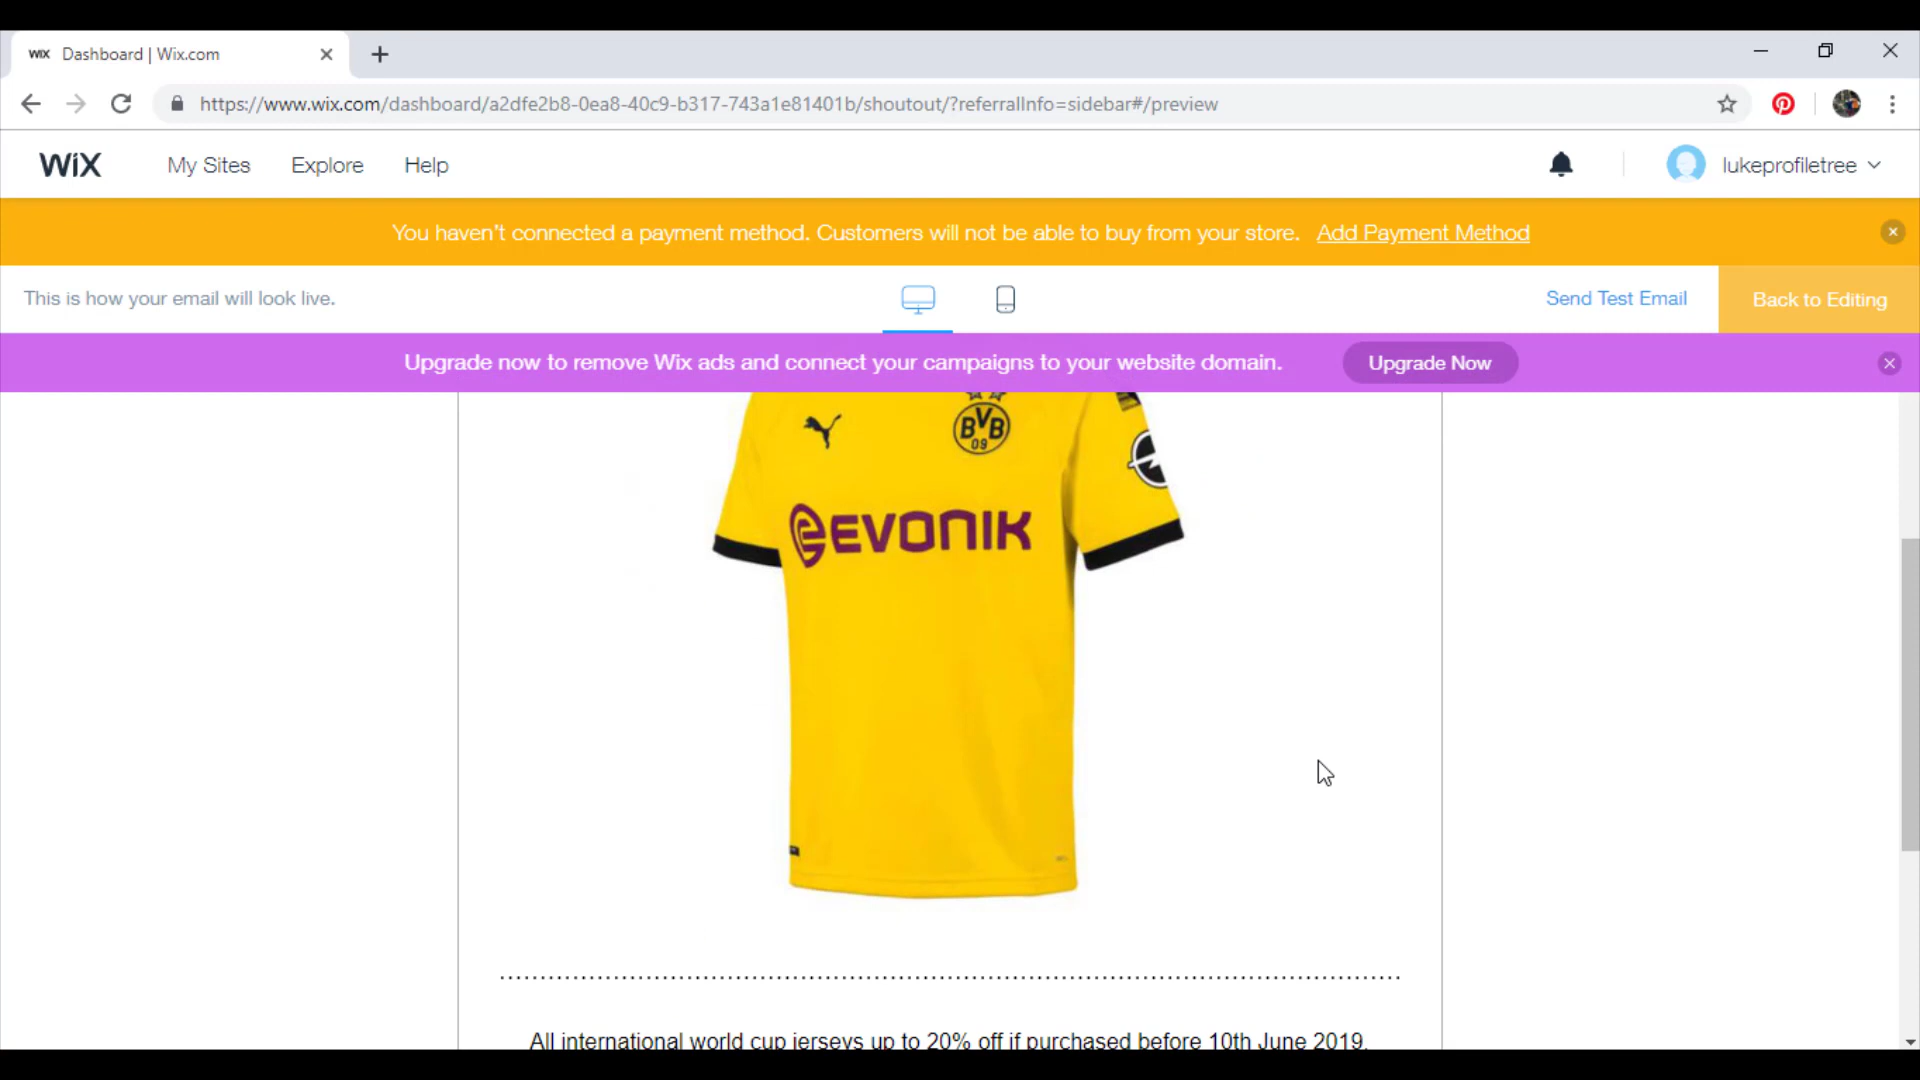 WiX Dashboard | Wix.com
https://www.wix.com/dashboard/a2dfe2b8-0ea8-40c9-b317-743a1e81401b/shoutout/?referralInfo=sidebar#/preview
WiX My Sites Explore Help lukeprofiletree
You haven't connected a payment method. Customers will not be able to buy from your store. Add Payment Method
This is how your email will look live. Send Test Email Back to Editing
Upgrade now to remove Wix ads and connect your campaigns to your website domain. Upgrade Now
BVB
09
EVONIK
All international world cup jerseys up to 20% off if purchased before 10th June 2019.